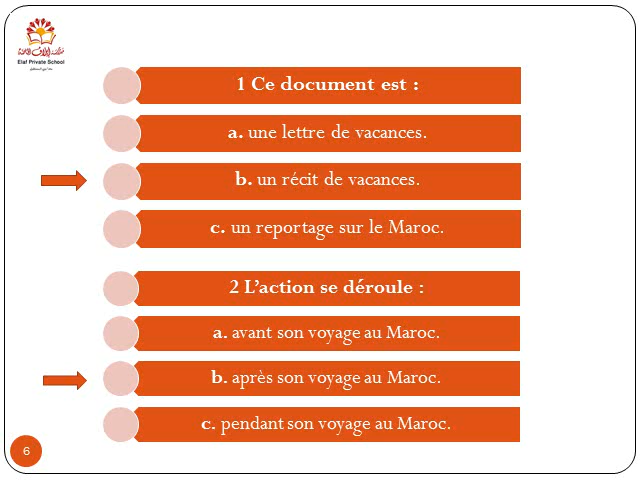 Elaf Private School
1 Ce document est :
a. une lettre de vacances.
b. un récit de vacances.
c. un reportage sur le Maroc.
2 L'action se déroule :
a. avant son voyage au Maroc.
b. après son voyage au Maroc.
c. pendant son voyage au Maroc.
6